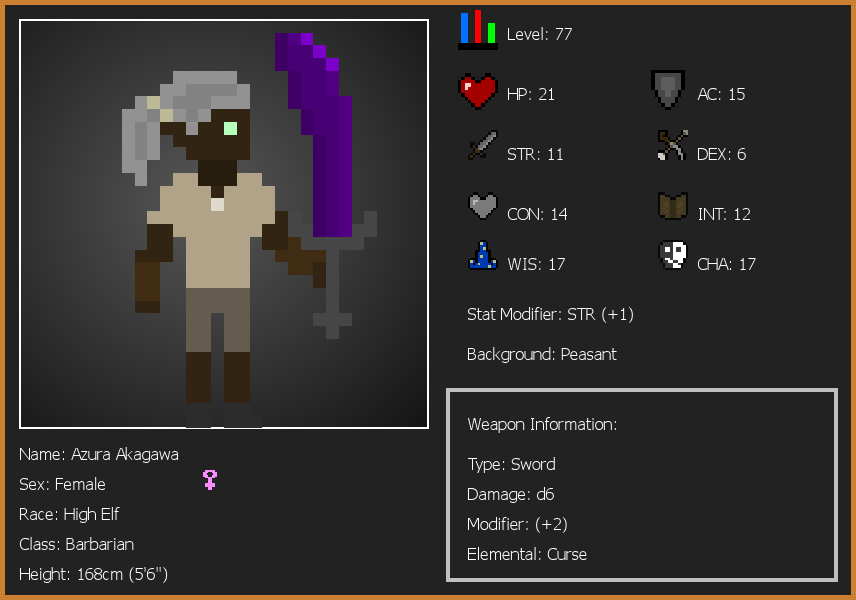 Level: 77
HP: 21
AC: 15
STR: 11
DEX: 6
CON: 14
INT: 12
WIS: 17
CHA: 17
Stat Modifier: STR (+1)
Background: Peasant
Name: Azura Akagawa
Sex: Female
Race: High Elf
Class: Barbarian
Height: 168cm (5'6")
Weapon Information:
Type: Sword
Damage: d6
Modifier: (+2)
Elemental: Curse